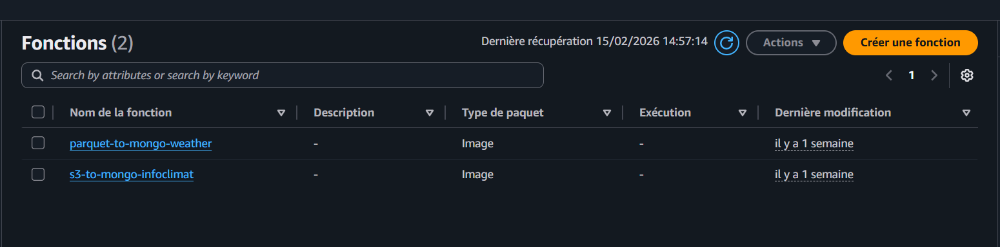 Fonctions (2)
Dernière récupération 15/02/2026 14:57:14
Actions
Créer une fonction
Search by attributes or search by keyword
1
Nom de la fonction Description Type de paquet Exécution Dernière modification
parquet-to-mongo-weather - Image - il y a 1 semaine
s3-to-mongo-infoclimat - Image - il y a 1 semaine